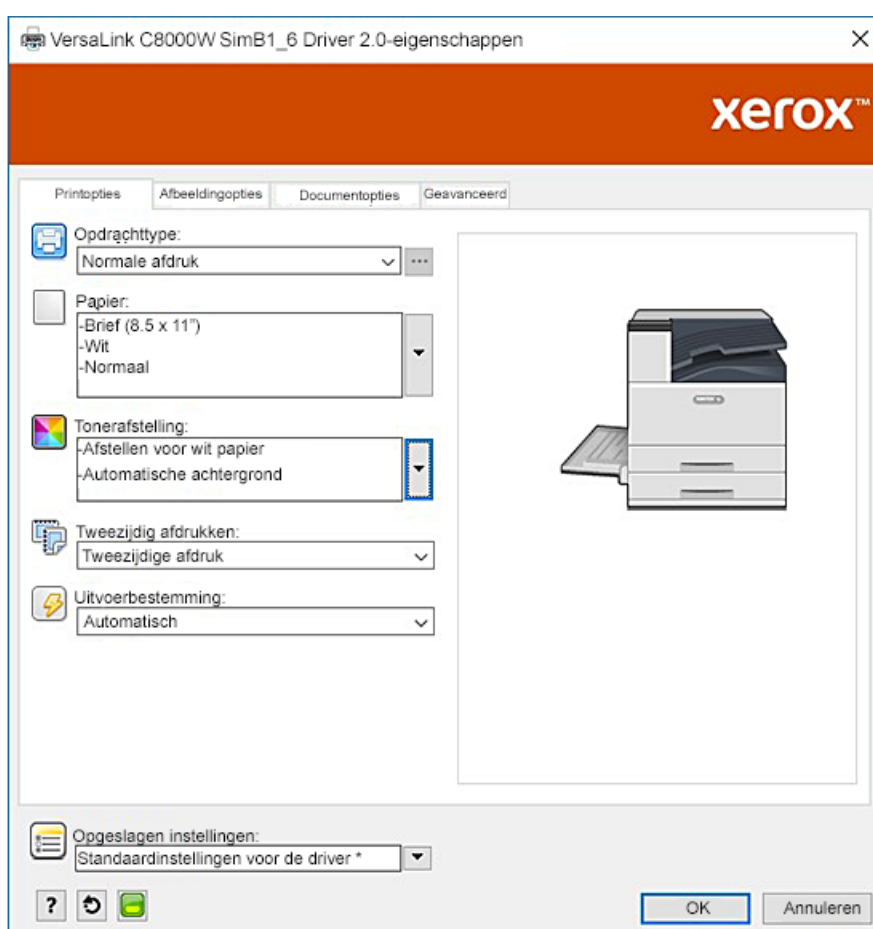 VersaLink C8000W SimB1_6 Driver 2.0-eigenschappen
xerox™
Printopties Afbeeldingopties Documentopties Geavanceerd
Opdrachttype:
Normale afdruk
Papier:
-Brief (8.5 x 11")
-Wit
-Normaal
Tonerafstelling:
-Afstellen voor wit papier
-Automatische achtergrond
Tweezijdig afdrukken:
Tweezijdige afdruk
Uitvoerbestemming:
Automatisch
Opgeslagen instellingen:
Standaardinstellingen voor de driver *
?
OK Annuleren